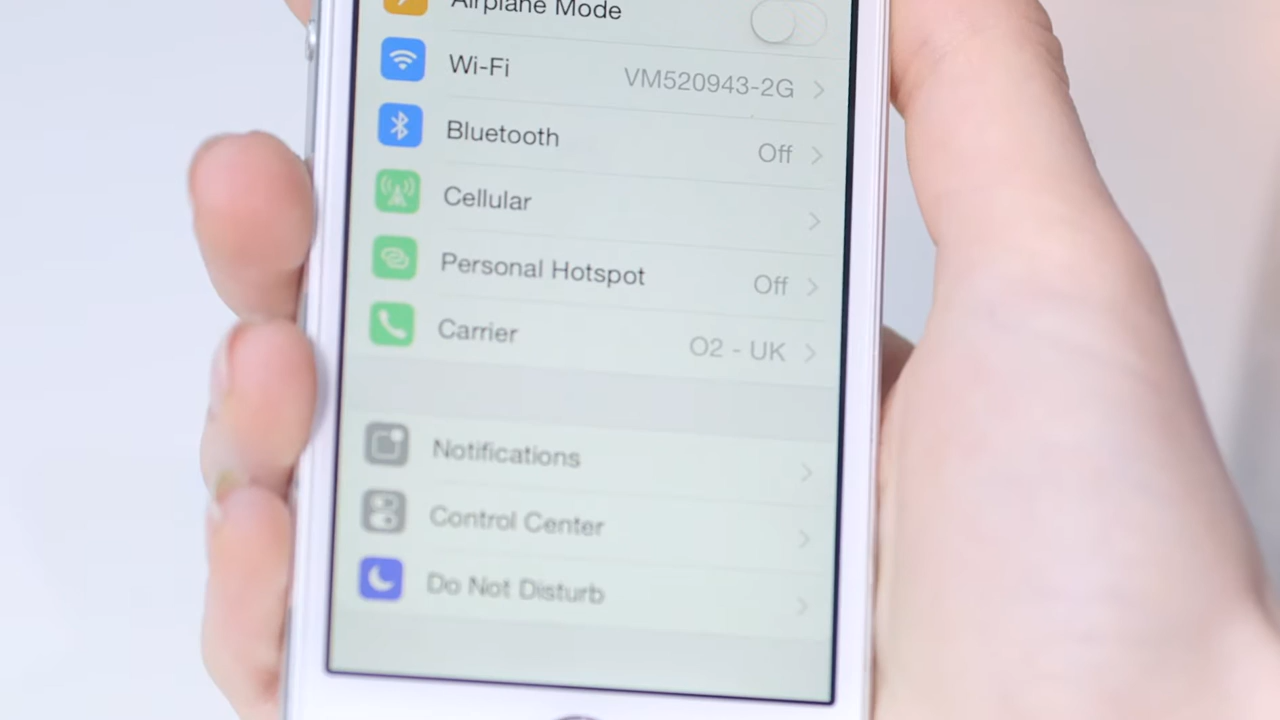 Airplane Mode
Wi-Fi VM520943-2G
Bluetooth Off
Cellular
Personal Hotspot Off
Carrier O2 - UK
Notifications
Control Center
Do Not Disturb